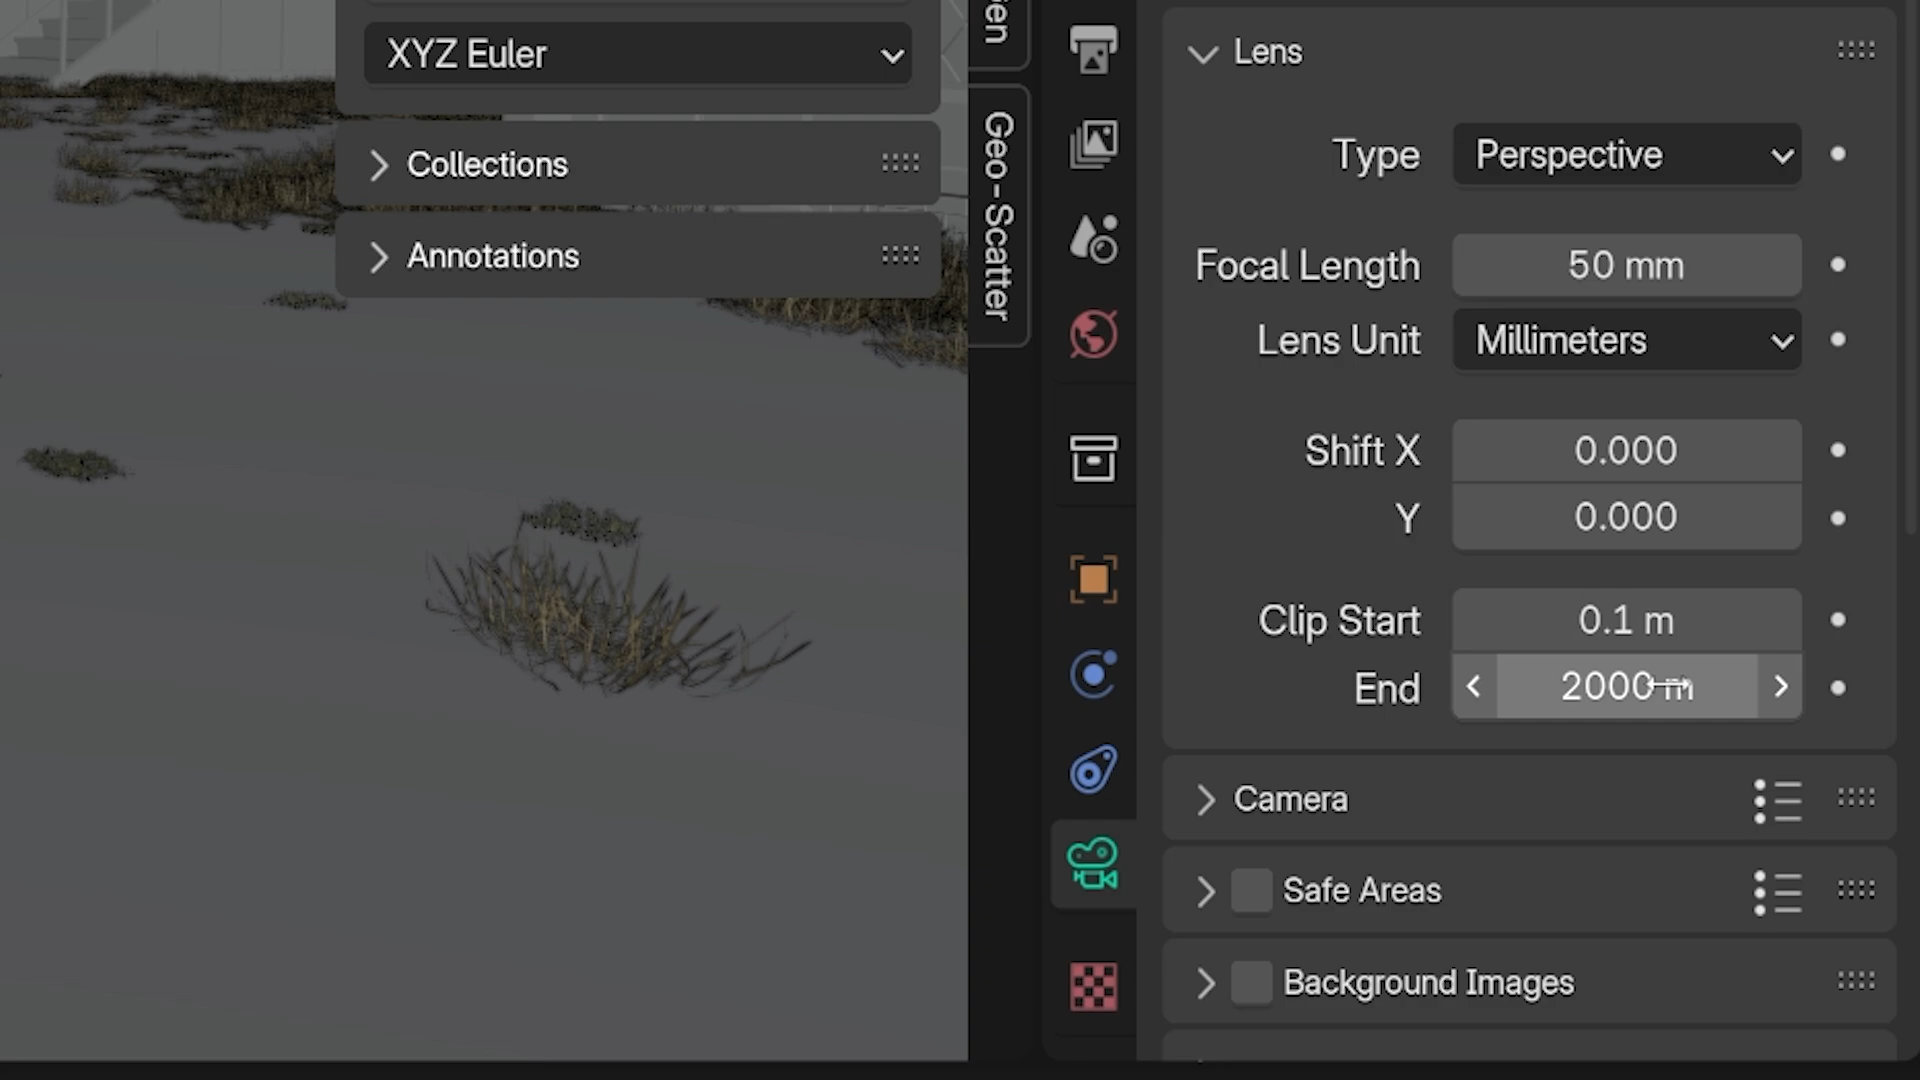 XYZ Euler
Collections
Annotations
en
Geo-Scatter
Lens
Type Perspective
Focal Length 50 mm
Lens Unit Millimeters
Shift X 0.000
Y 0.000
Clip Start 0.1 m
End 2000 m
Camera
Safe Areas
Background Images